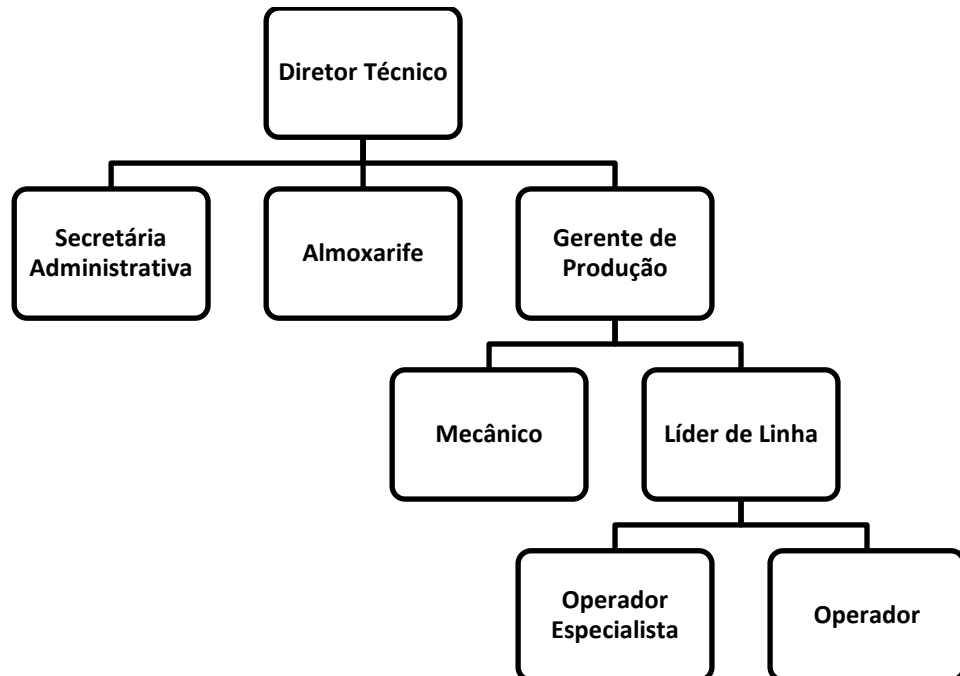 Diretor Técnico
Secretária
Administrativa
Almoxarife
Gerente de
Produção
Mecânico
Líder de Linha
Operador
Especialista
Operador